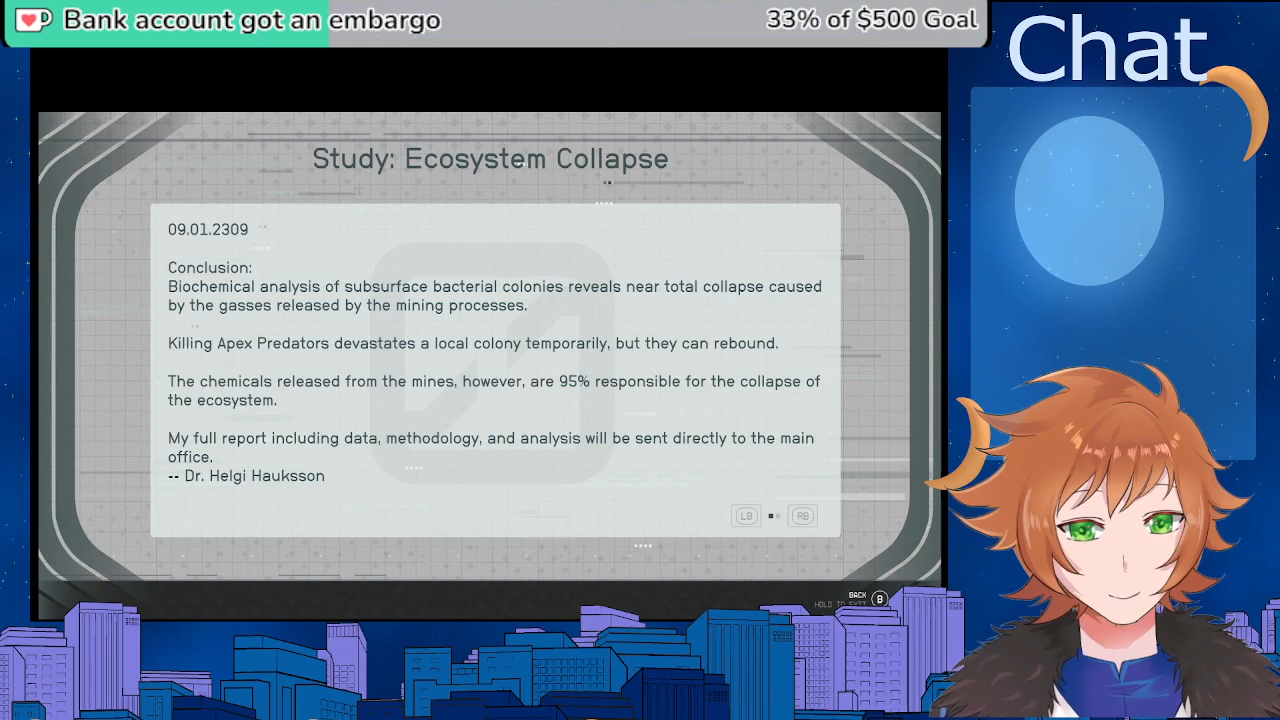 Bank account got an embargo
33% of $500 Goal
Chat
Study: Ecosystem Collapse
09.01.2309
Conclusion:
Biochemical analysis of subsurface bacterial colonies reveals near total collapse caused
by the gasses released by the mining processes.
Killing Apex Predators devastates a local colony temporarily, but they can rebound.
The chemicals released from the mines, however, are 95% responsible for the collapse of
the ecosystem.
My full report including data, methodology, and analysis will be sent directly to the main
office.
-- Dr. Helgi Hauksson
LB
RB
BACK
B
HOLD TO EXIT